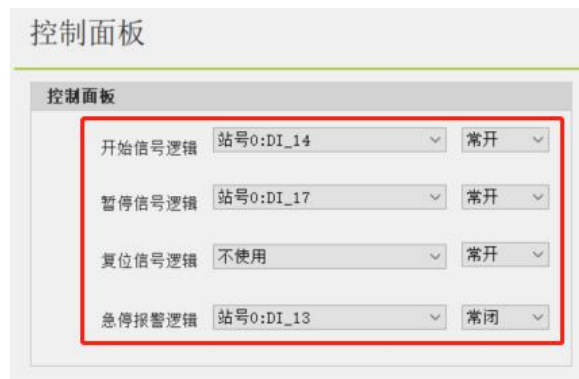 控制面板
控制面板
开始信号逻辑 站号0:DI_14 常开
暂停信号逻辑 站号0:DI_17 常开
复位信号逻辑 不使用 常开
急停报警逻辑 站号0:DI_13 常闭